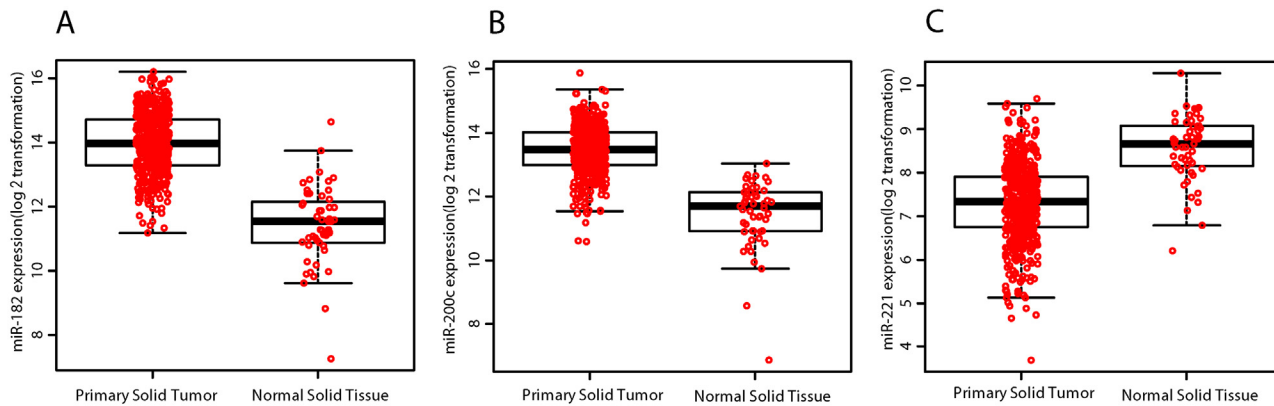 A
miR-182 expression(log 2 transformation)
16
14
12
10
8
Primary Solid Tumor
Normal Solid Tissue
B
miR-200c expression(log 2 transformation)
16
14
12
10
8
Primary Solid Tumor
Normal Solid Tissue
C
miR-221 expression(log 2 transformation)
10
9
8
7
6
5
4
Primary Solid Tumor
Normal Solid Tissue